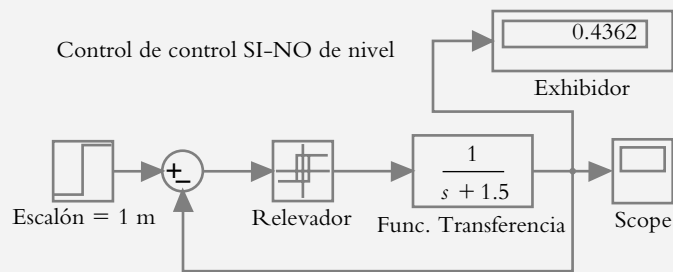 0.4362
Control de control SI-NO de nivel
Exhibidor
+
−
1
s + 1.5
Escalón = 1 m
Relevador
Func. Transferencia
Scope